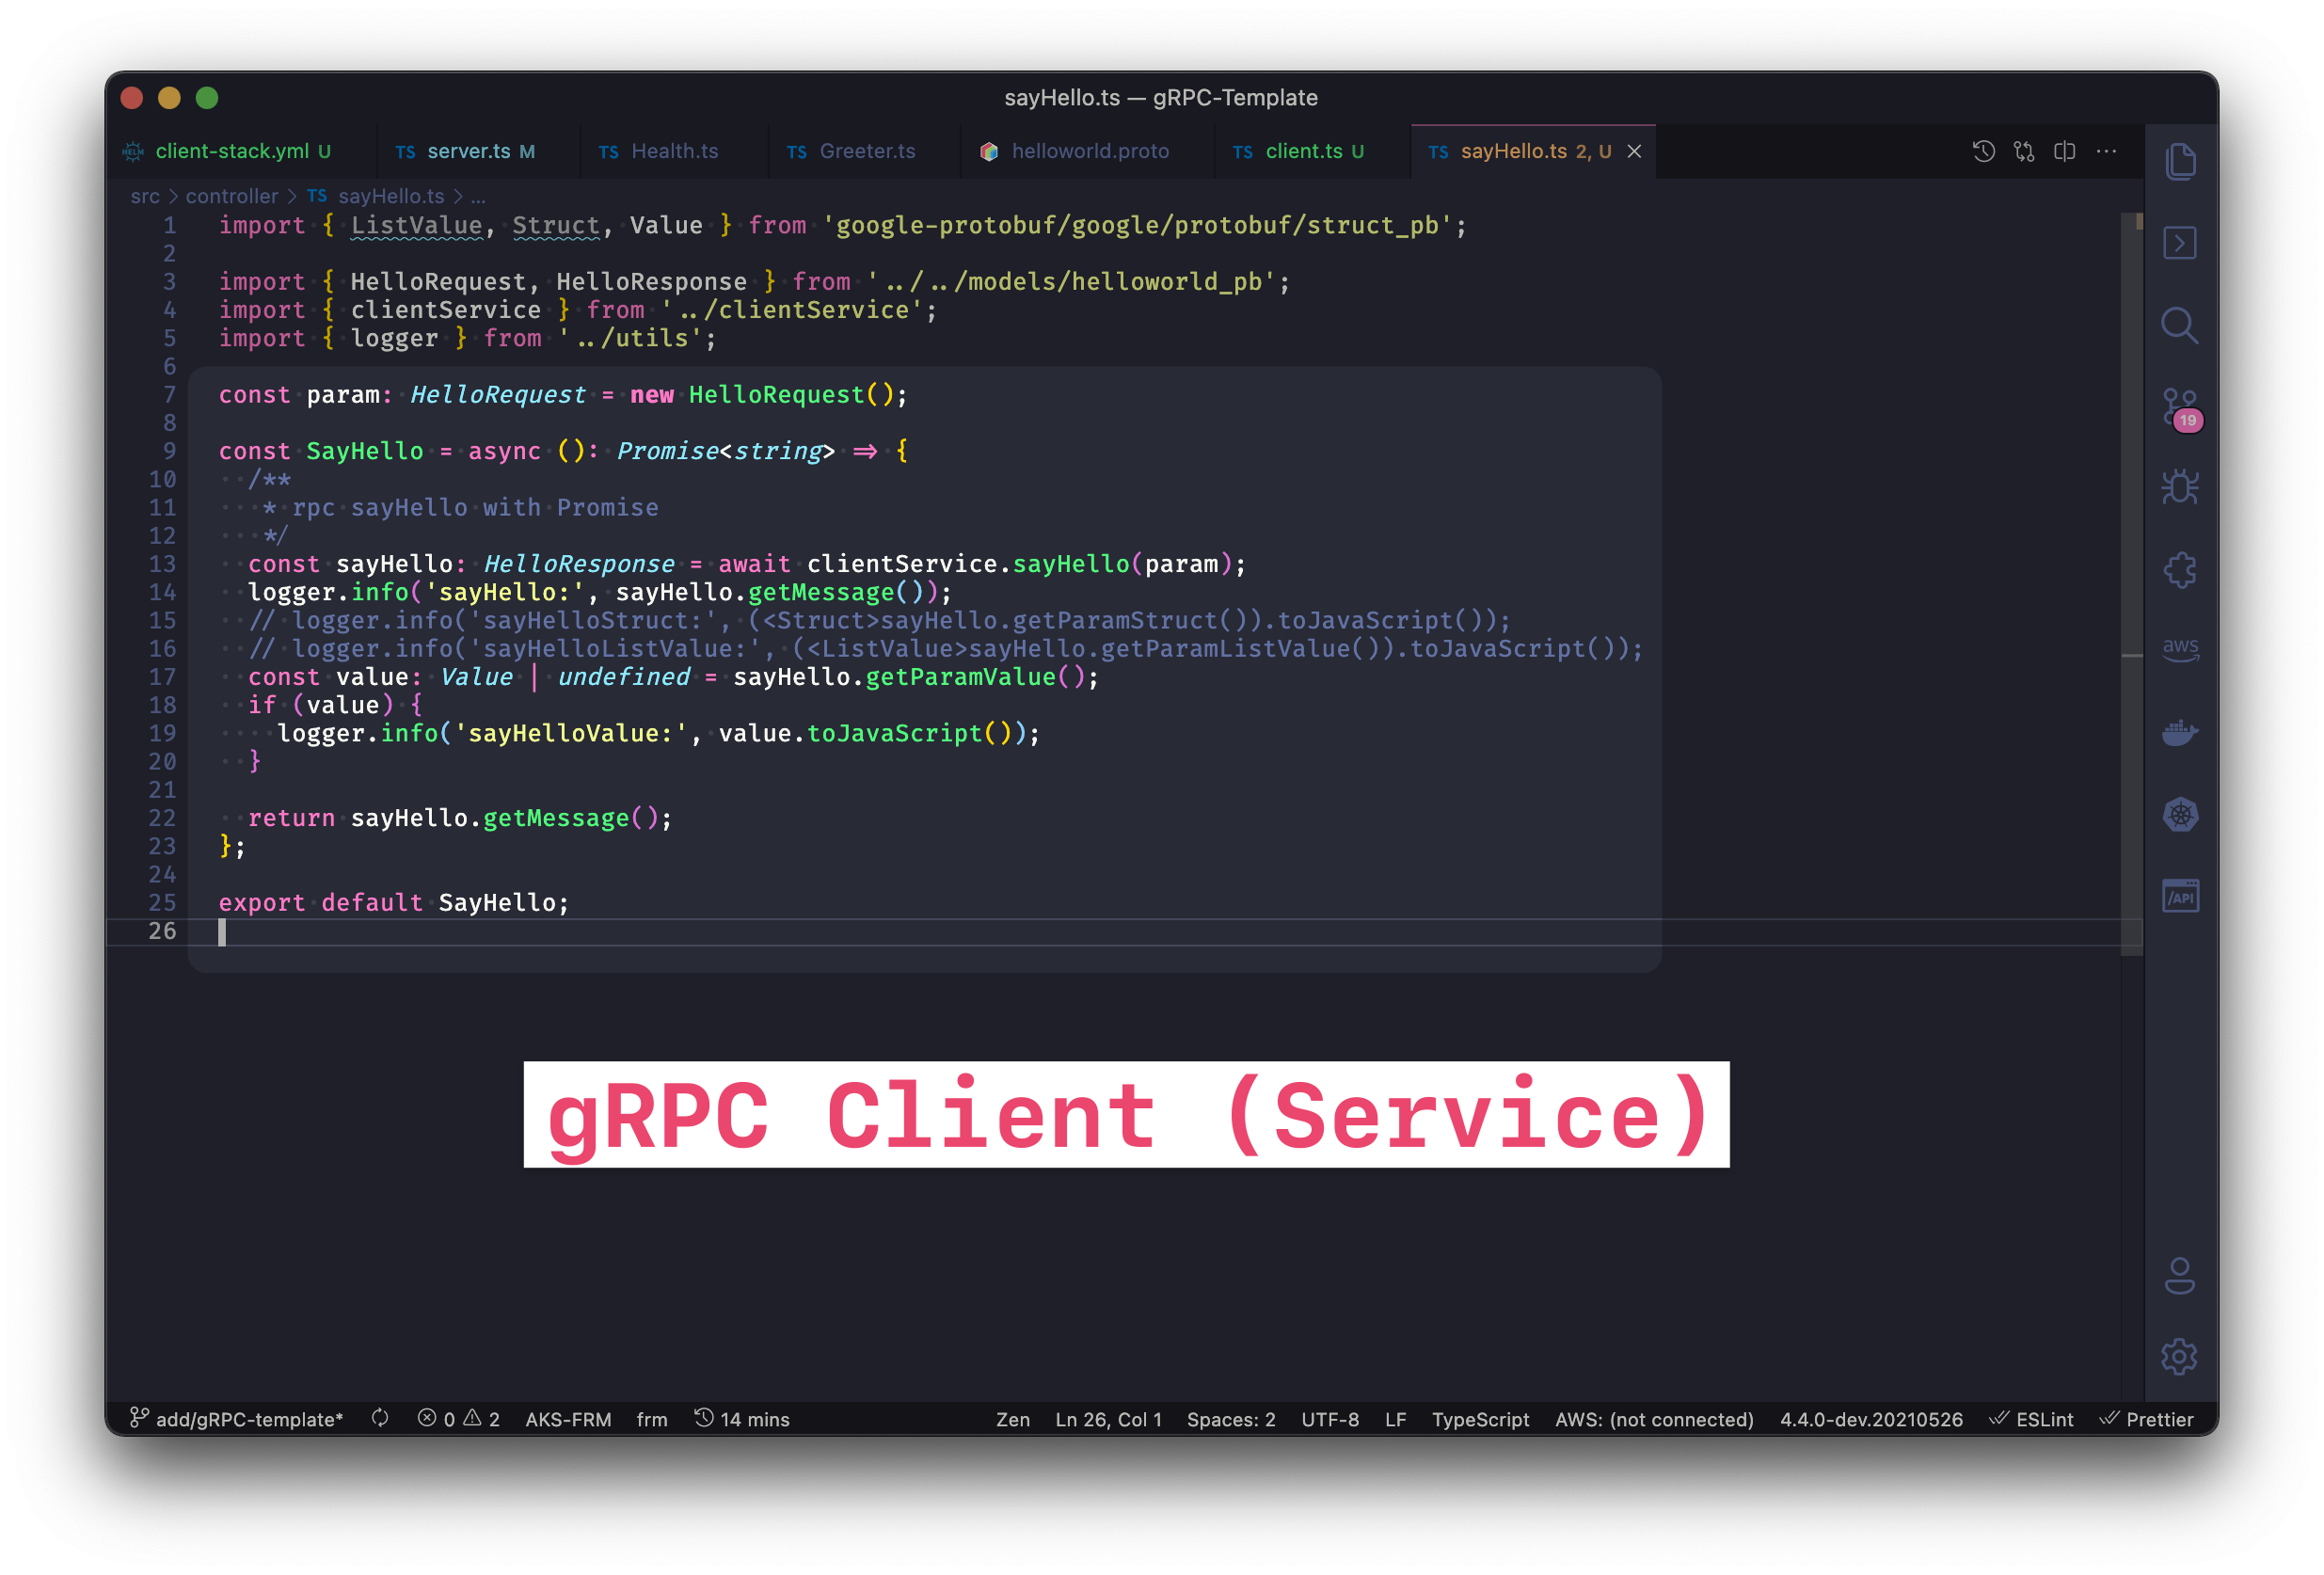 sayHello.ts — gRPC-Template
client-stack.yml U TS server.ts M TS Health.ts TS Greeter.ts helloworld.proto TS client.ts U TS sayHello.ts 2, U
src > controller > TS sayHello.ts > ...
1 import { ListValue, Struct, Value } from 'google-protobuf/google/protobuf/struct_pb';
2
3 import { HelloRequest, HelloResponse } from '../../models/helloworld_pb';
4 import { clientService } from '../clientService';
5 import { logger } from '../utils';
6
7 const param: HelloRequest = new HelloRequest();
8
9 const SayHello = async (): Promise<string> => {
10 /**
11 * rpc sayHello with Promise
12 */
13 const sayHello: HelloResponse = await clientService.sayHello(param);
14 logger.info('sayHello:', sayHello.getMessage());
15 // logger.info('sayHelloStruct:', (<Struct>sayHello.getParamStruct()).toJavaScript());
16 // logger.info('sayHelloListValue:', (<ListValue>sayHello.getParamListValue()).toJavaScript());
17 const value: Value | undefined = sayHello.getParamValue();
18 if (value) {
19 logger.info('sayHelloValue:', value.toJavaScript());
20 }
21
22 return sayHello.getMessage();
23 };
24
25 export default SayHello;
26
19
aws
/API
gRPC Client (Service)
add/gRPC-template* 0 2 AKS-FRM frm 14 mins Zen Ln 26, Col 1 Spaces: 2 UTF-8 LF TypeScript AWS: (not connected) 4.4.0-dev.20210526 ESLint Prettier